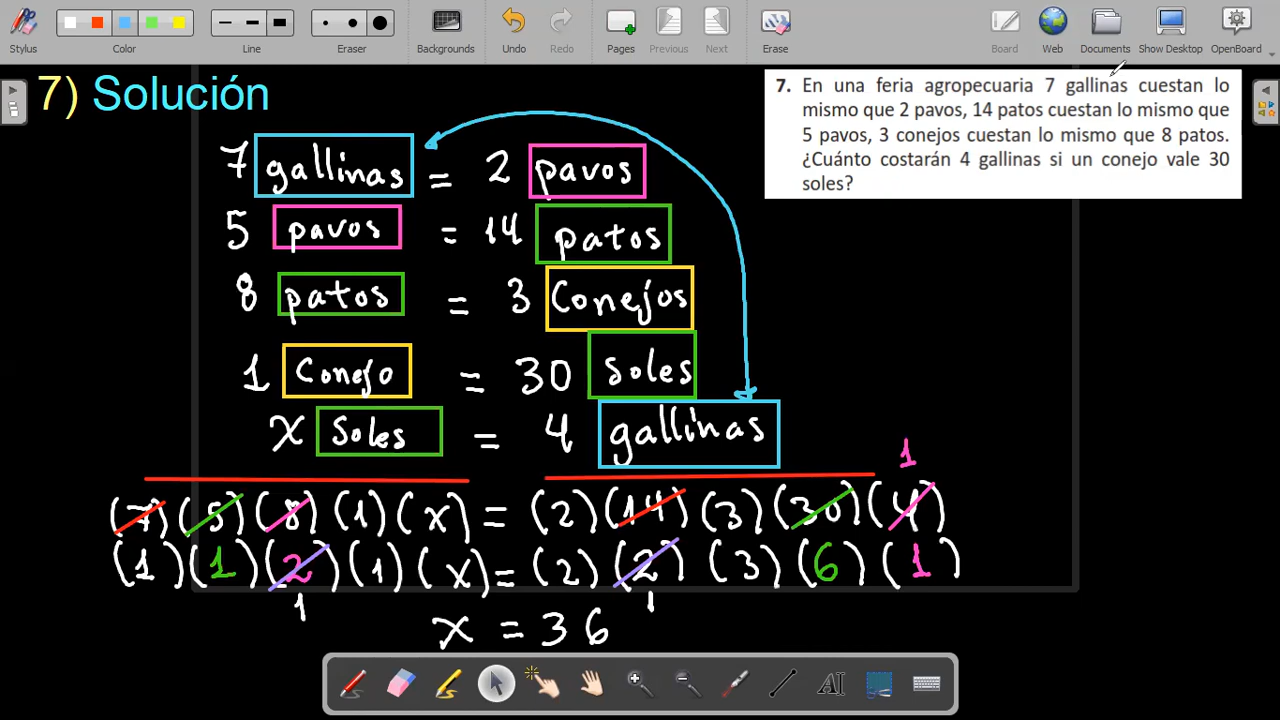 Stylus Color Line Eraser Backgrounds Undo Redo Pages Previous Next Erase Board Web Documents Show Desktop OpenBoard
7) Solución
7. En una feria agropecuaria 7 gallinas cuestan lo
mismo que 2 pavos, 14 patos cuestan lo mismo que
5 pavos, 3 conejos cuestan lo mismo que 8 patos.
¿Cuánto costarán 4 gallinas si un conejo vale 30
soles?
7 gallinas = 2 pavos
5 pavos = 14 patos
8 patos = 3 Conejos
1 Conejo = 30 Soles
x Soles = 4 gallinas
1
(7)(5)(8)(1)(x) = (2)(14)(3)(30)(4)
(1)(1)(2)(1)(x) = (2)(2)(3)(6)(1)
1 1
x = 36
AI